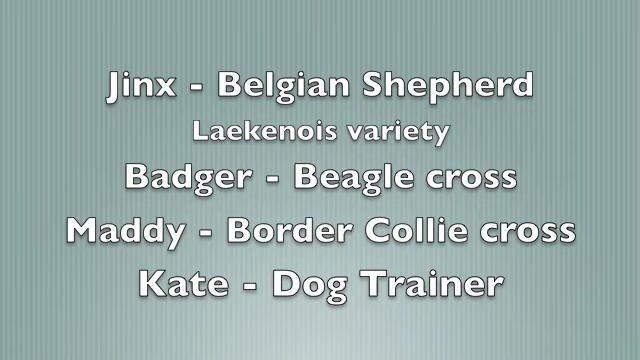 Jinx - Belgian Shepherd
Laekenois variety
Badger - Beagle cross
Maddy - Border Collie cross
Kate - Dog Trainer